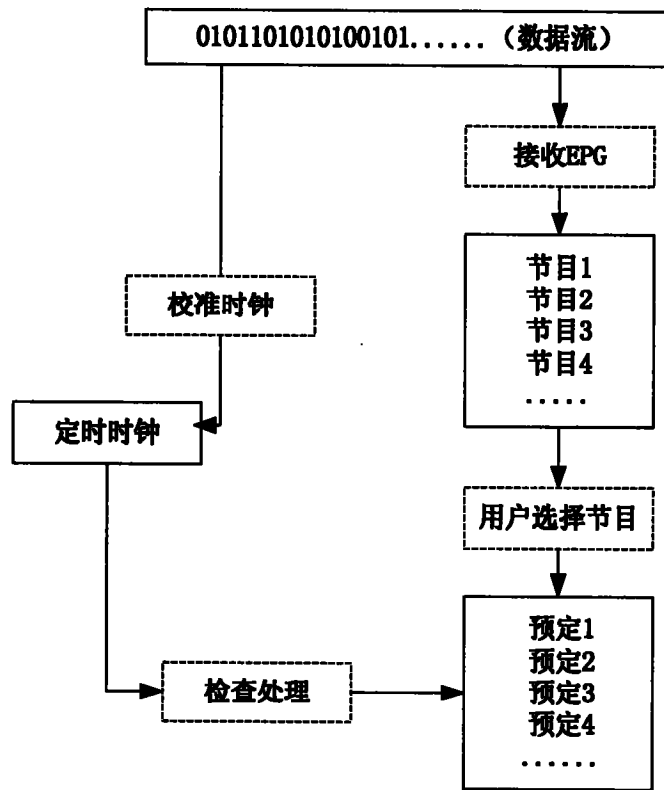 0101101010100101......（数据流）
接收EPG
节目1
节目2
节目3
节目4
.....
校准时钟
定时时钟
用户选择节目
预定1
预定2
预定3
预定4
......
检查处理